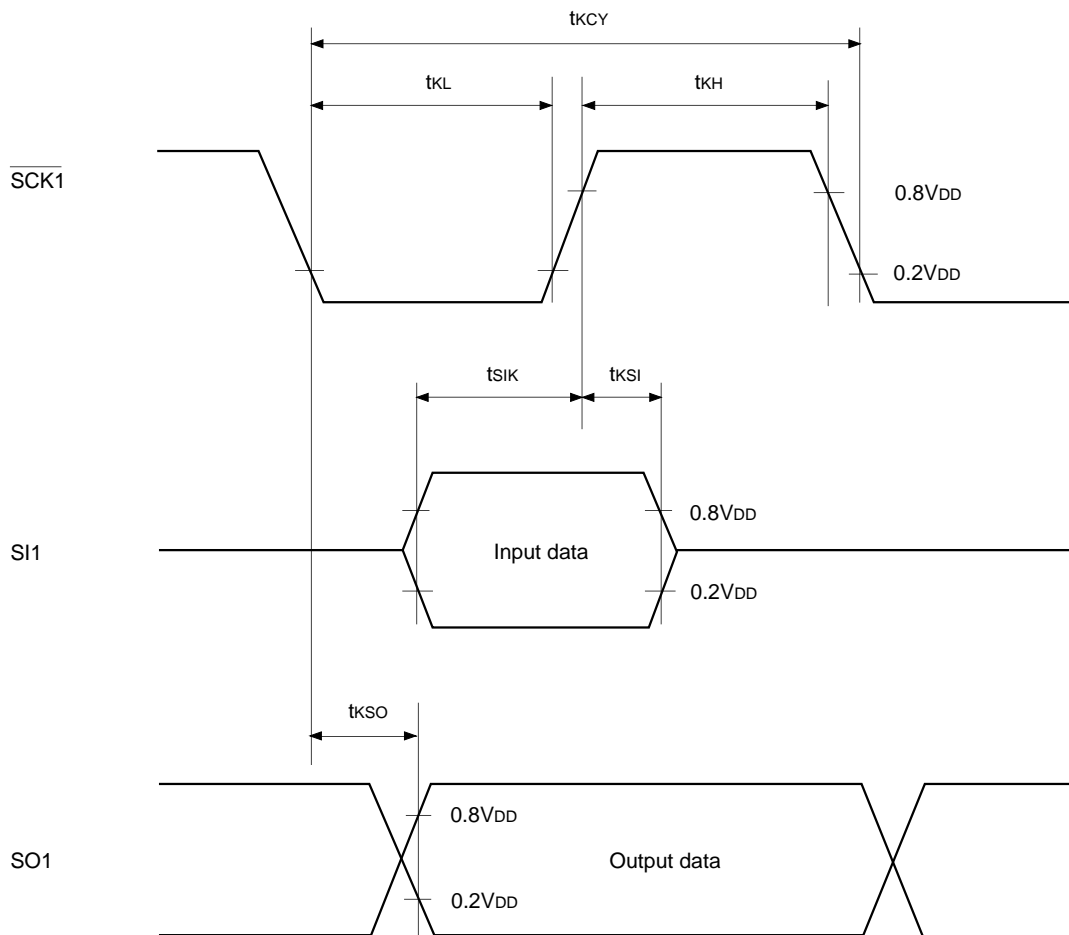 tKCY
tKL
tKH
SCK1
0.8VDD
0.2VDD
tSIK
tKSI
SI1
Input data
0.8VDD
0.2VDD
tKSO
SO1
0.8VDD
Output data
0.2VDD